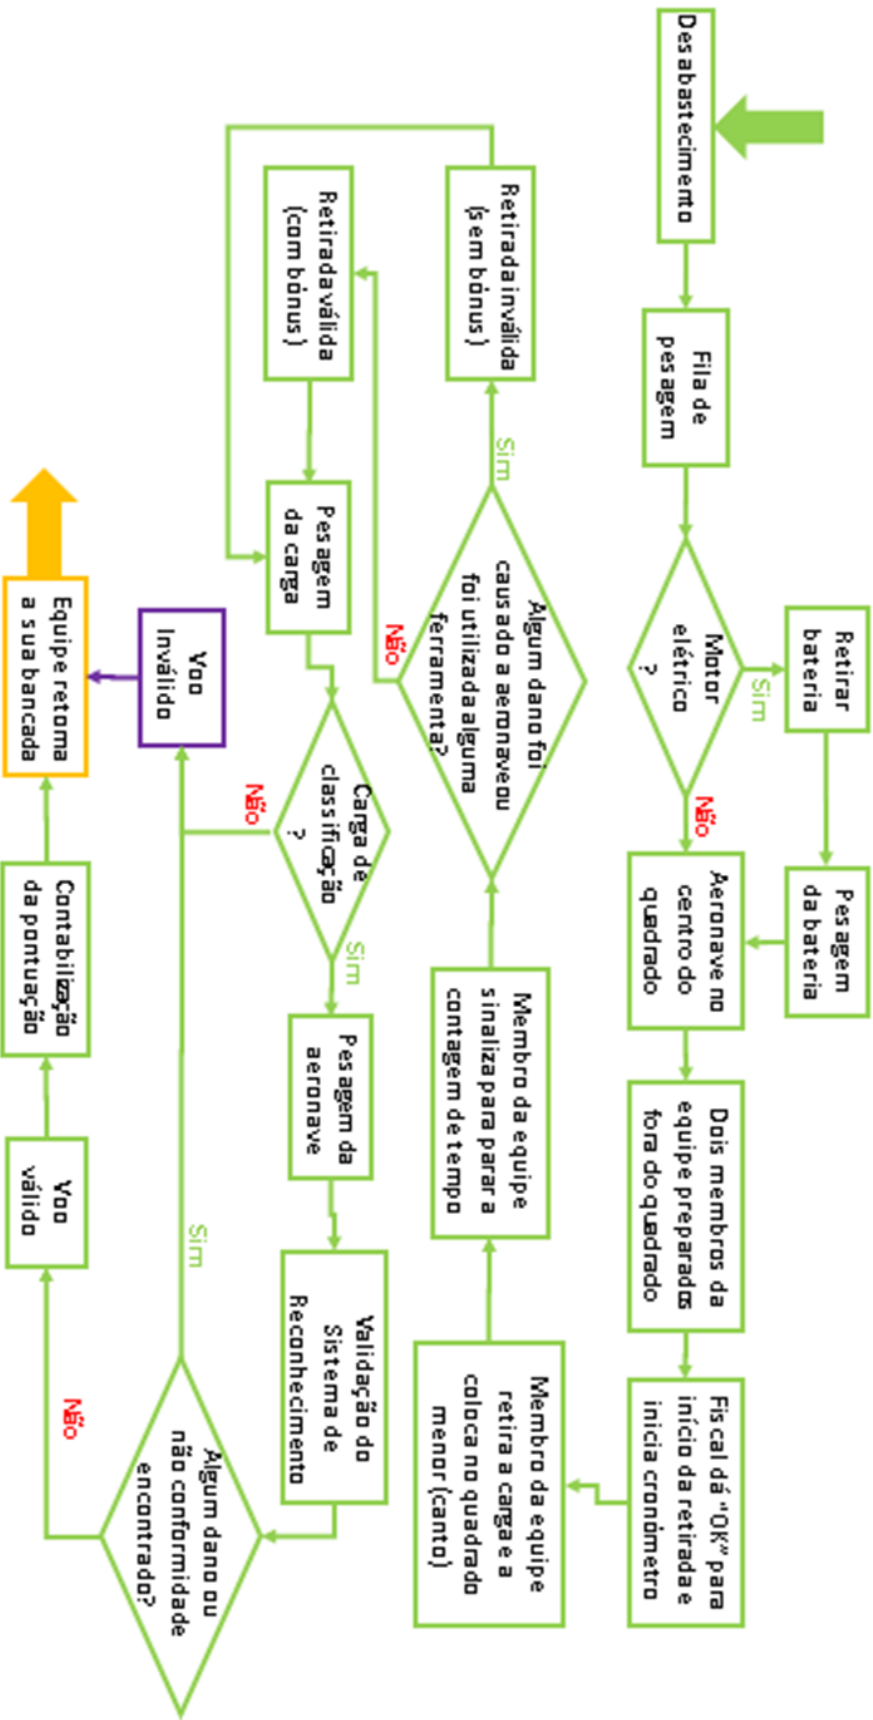 Desabastecimento
Fila de
pesagem
Motor
elétrico
?
Sim
Retirar
bateria
Pesagem
da bateria
Não
Aeronave no
centro do
quadrado
Dois membros da
equipe preparados
fora do quadrado
Fiscal dá "OK" para
início da retirada e
inicia cronómetro
Membro da equipe
retira a carga e a
coloca no quadrado
menor (canto)
Membro da equipe
sinaliza para parar a
contagem de tempo
Algum dano foi
causado a aeronave ou
foi utilizada alguma
ferramenta?
Sim
Retirada inválida
(sem bónus)
Não
Retirada válida
(com bónus)
Pesagem
da carga
Carga de
classificação
?
Não
Sim
Pesagem da
aeronave
Validação do
Sistema de
Reconhecimento
Algum dano ou
não conformidade
encontrado?
Sim
Voo
Inválido
Não
Voo
válido
Contabilização
da pontuação
Equipe retorna
a sua bancada